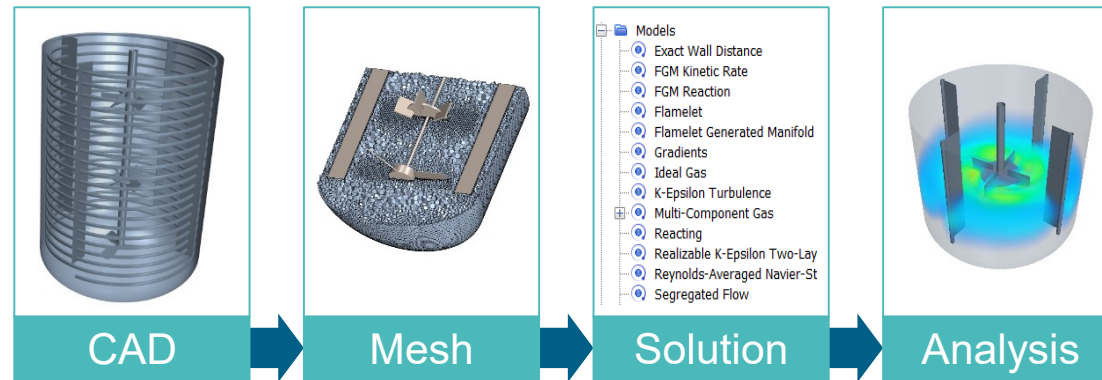 Models
Exact Wall Distance
FGM Kinetic Rate
FGM Reaction
Flamelet
Flamelet Generated Manifold
Gradients
Ideal Gas
K-Epsilon Turbulence
Multi-Component Gas
Reacting
Realizable K-Epsilon Two-Lay
Reynolds-Averaged Navier-St
Segregated Flow
CAD
Mesh
Solution
Analysis